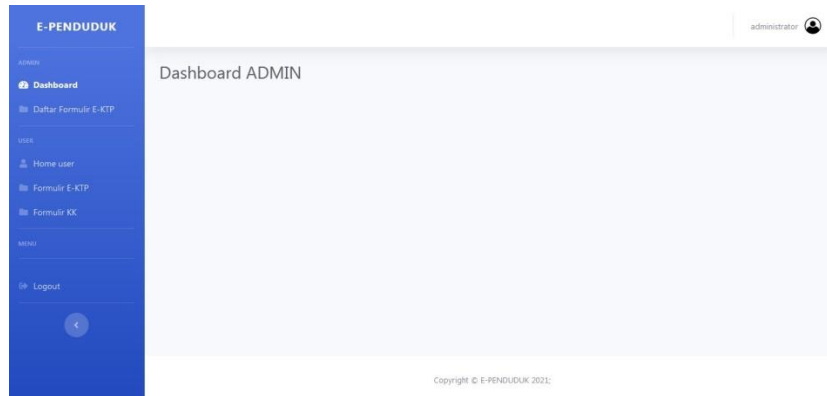 E-PENDUDUK
administrator
ADMIN
Dashboard
Daftar Formulir E-KTP
USER
Home user
Formulir E-KTP
Formulir KK
MENU
Logout
Dashboard ADMIN
Copyright © E-PENDUDUK 2021;